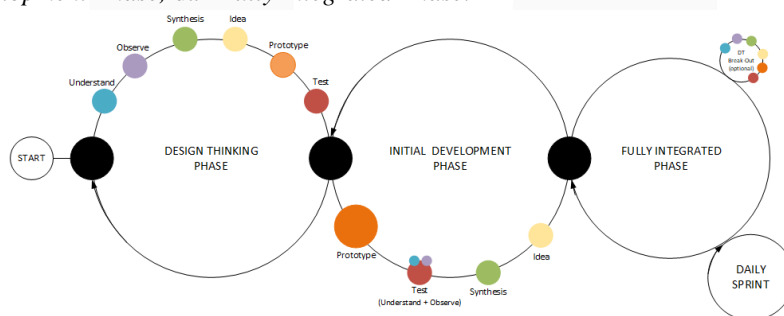 Synthesis
Idea
Observe
Prototype
Understand
Test
DT
Break Out
(optional)
START
DESIGN THINKING
PHASE
INITIAL DEVELOPMENT
PHASE
FULLY INTEGRATED
PHASE
Prototype
Idea
Test
(Understand + Observe)
Synthesis
DAILY
SPRINT